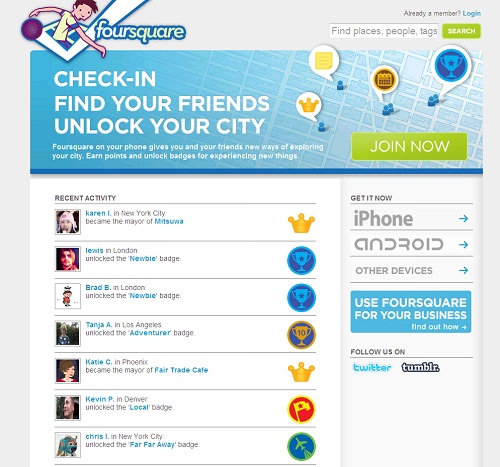 foursquare
Already a member? Login
Find places, people, tags
SEARCH
CHECK-IN
FIND YOUR FRIENDS
UNLOCK YOUR CITY
Foursquare on your phone gives you and your friends new ways of exploring
your city. Earn points and unlock badges for experiencing new things.
JOIN NOW
RECENT ACTIVITY
karen I. in New York City
became the mayor of Mitsuwa.
lewis in London
unlocked the 'Newbie' badge.
Brad B. in London
unlocked the 'Newbie' badge.
Tanja A. in Los Angeles
unlocked the 'Adventurer' badge.
10
Katie C. in Phoenix
became the mayor of Fair Trade Cafe.
Kevin P. in Denver
unlocked the 'Local' badge.
chris l. in New York City
unlocked the 'Far Far Away' badge.
GET IT NOW
iPhone
ANDROID
OTHER DEVICES
USE FOURSQUARE
FOR YOUR BUSINESS
find out how
FOLLOW US ON
twitter tumblr.